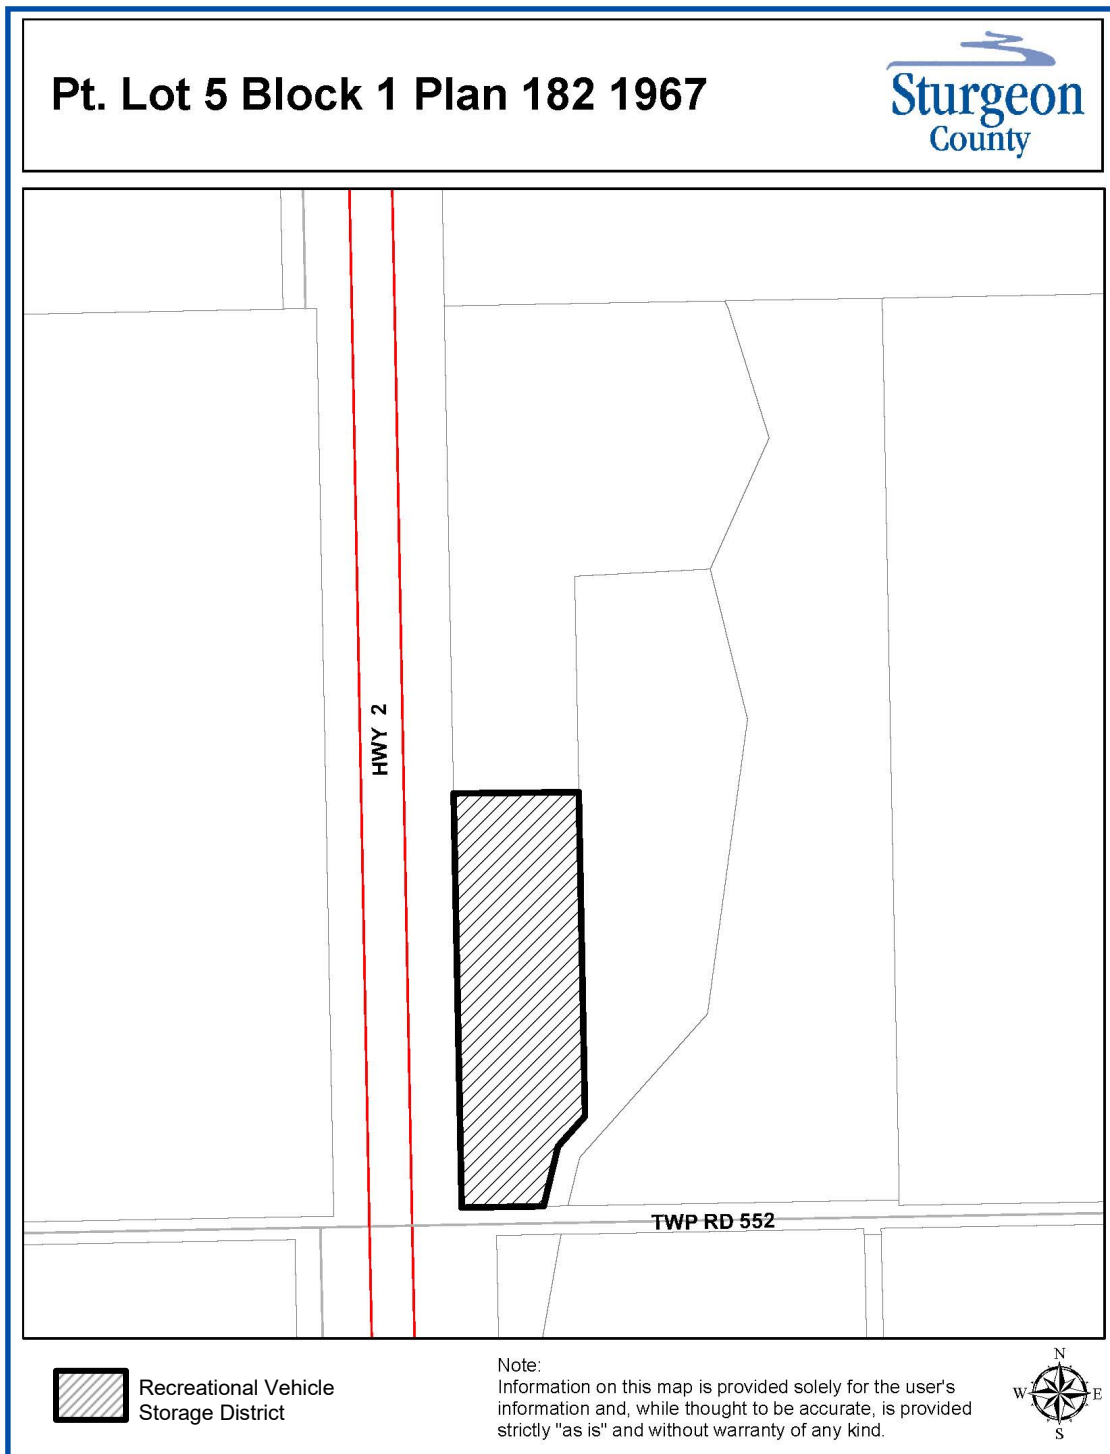 Pt. Lot 5 Block 1 Plan 182 1967
Sturgeon
County
HWY 2
TWP RD 552
Recreational Vehicle
Storage District
Note:
Information on this map is provided solely for the user's
information and, while thought to be accurate, is provided
strictly "as is" and without warranty of any kind.
N
W E
S